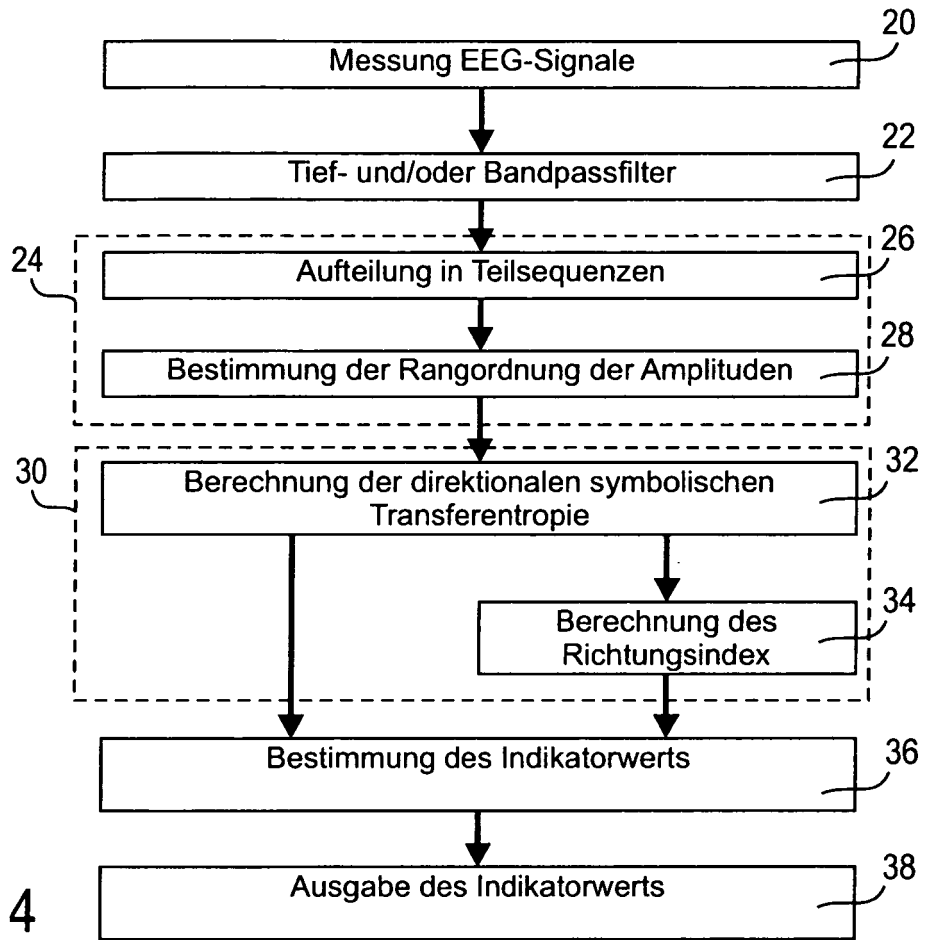 20
Messung EEG-Signale
22
Tief- und/oder Bandpassfilter
24
26
Aufteilung in Teilsequenzen
28
Bestimmung der Rangordnung der Amplituden
30
32
Berechnung der direktionalen symbolischen
Transferentropie
34
Berechnung des
Richtungsindex
36
Bestimmung des Indikatorwerts
38
Ausgabe des Indikatorwerts
4